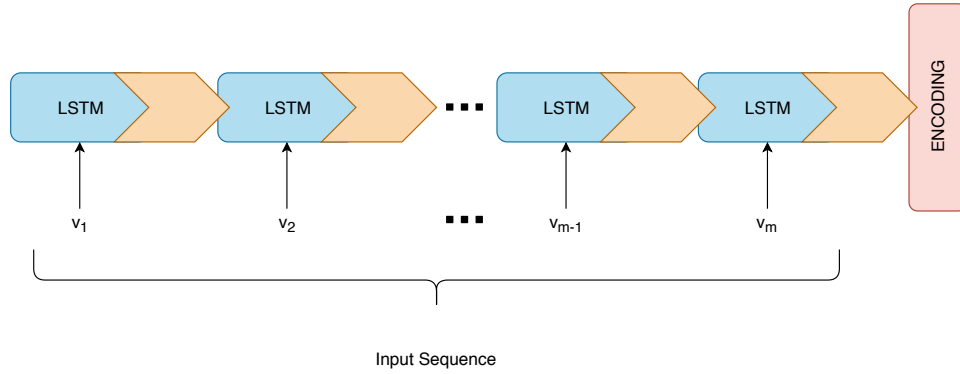 LSTM LSTM LSTM LSTM ENCODING
v1 v2 vm-1 vm
Input Sequence